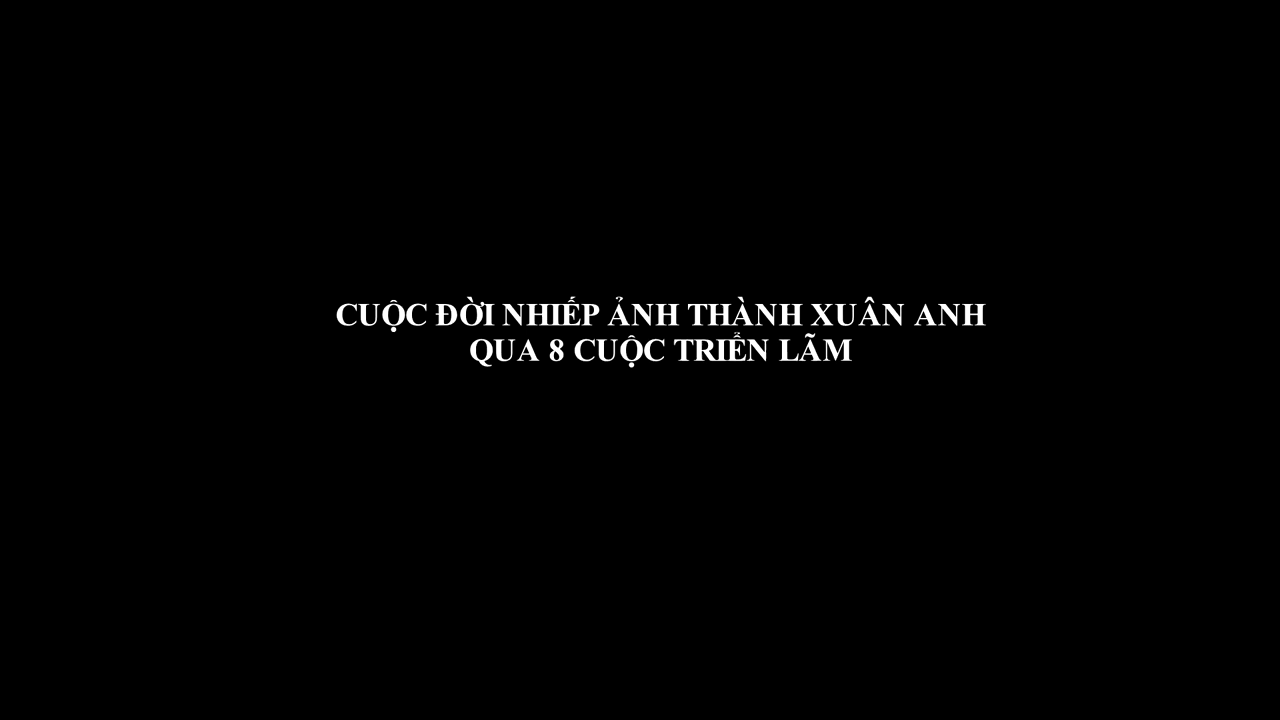 CUỘC ĐỜI NHIẾP ẢNH THÀNH XUÂN ANH
QUA 8 CUỘC TRIỂN LÃM